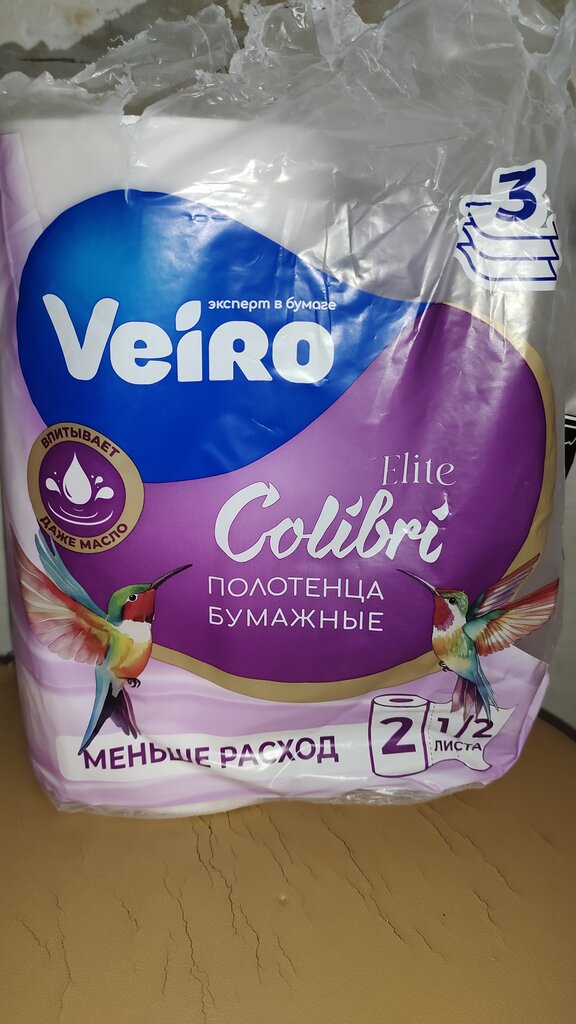 3
эксперт в бумаге
Veiro
ВПИТЫВАЕТ
ДАЖЕ МАСЛО
Elite
Colibri
ПОЛОТЕНЦА
БУМАЖНЫЕ
МЕНЬШЕ РАСХОД
2
1/2
ЛИСТА